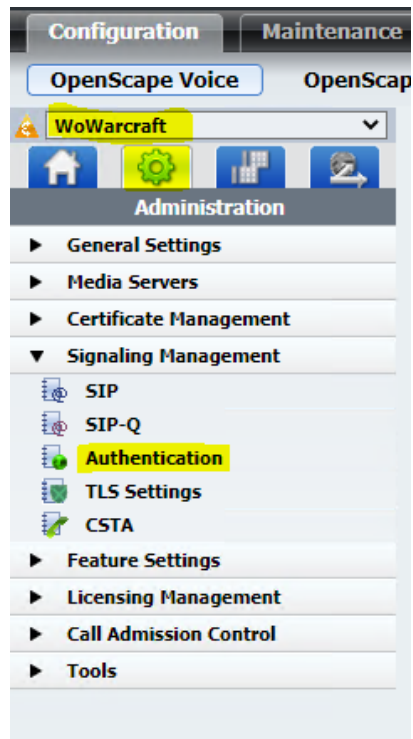 Configuration Maintenance
OpenScape Voice OpenScap
WoWarcraft
Administration
General Settings
Media Servers
Certificate Management
Signaling Management
SIP
SIP-Q
Authentication
TLS Settings
CSTA
Feature Settings
Licensing Management
Call Admission Control
Tools